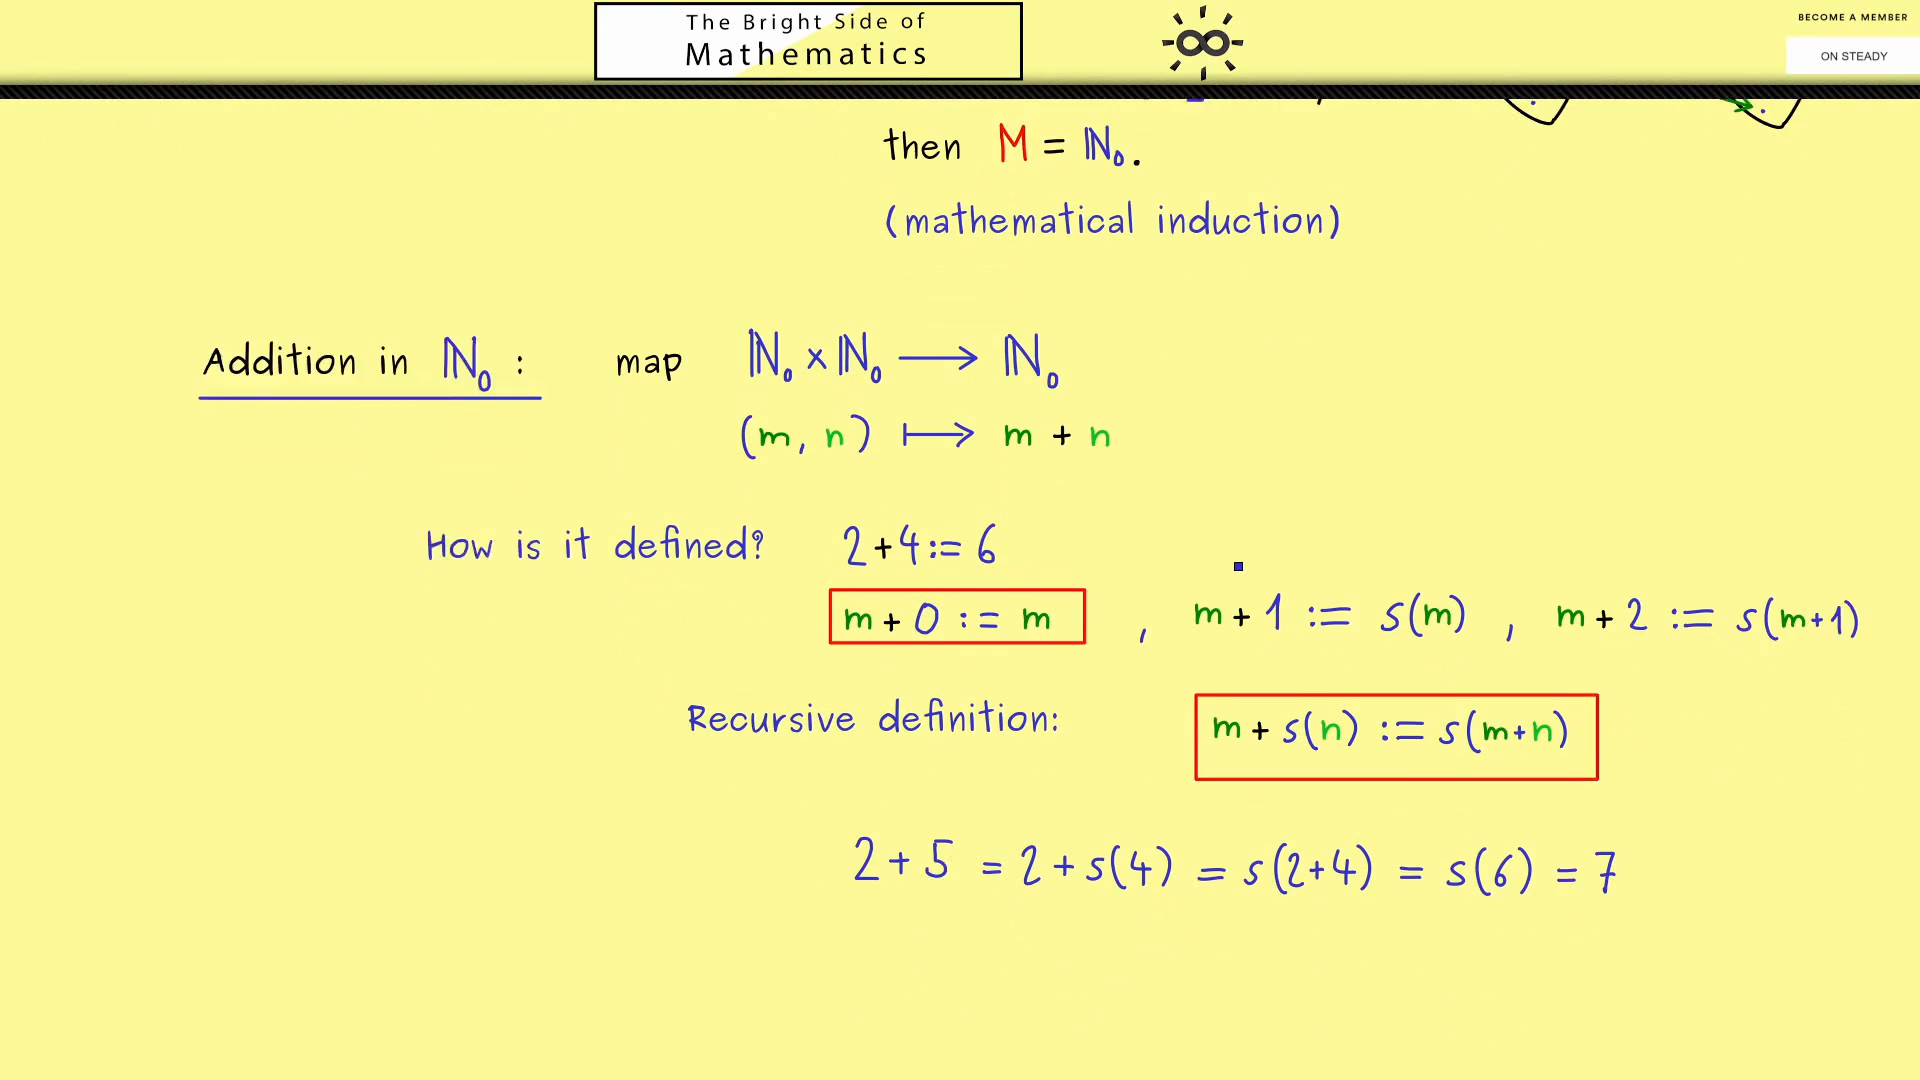 The Bright Side of
Mathematics
BECOME A MEMBER
ON STEADY
then M = ℕ₀.
(mathematical induction)
Addition in ℕ₀ : map ℕ₀ × ℕ₀ ⟶ ℕ₀
(m, n) ⟼ m + n
How is it defined? 2+4 := 6
m + 0 := m , m + 1 := s(m) , m + 2 := s(m+1)
Recursive definition: m + s(n) := s(m+n)
2 + 5 = 2 + s(4) = s(2+4) = s(6) = 7